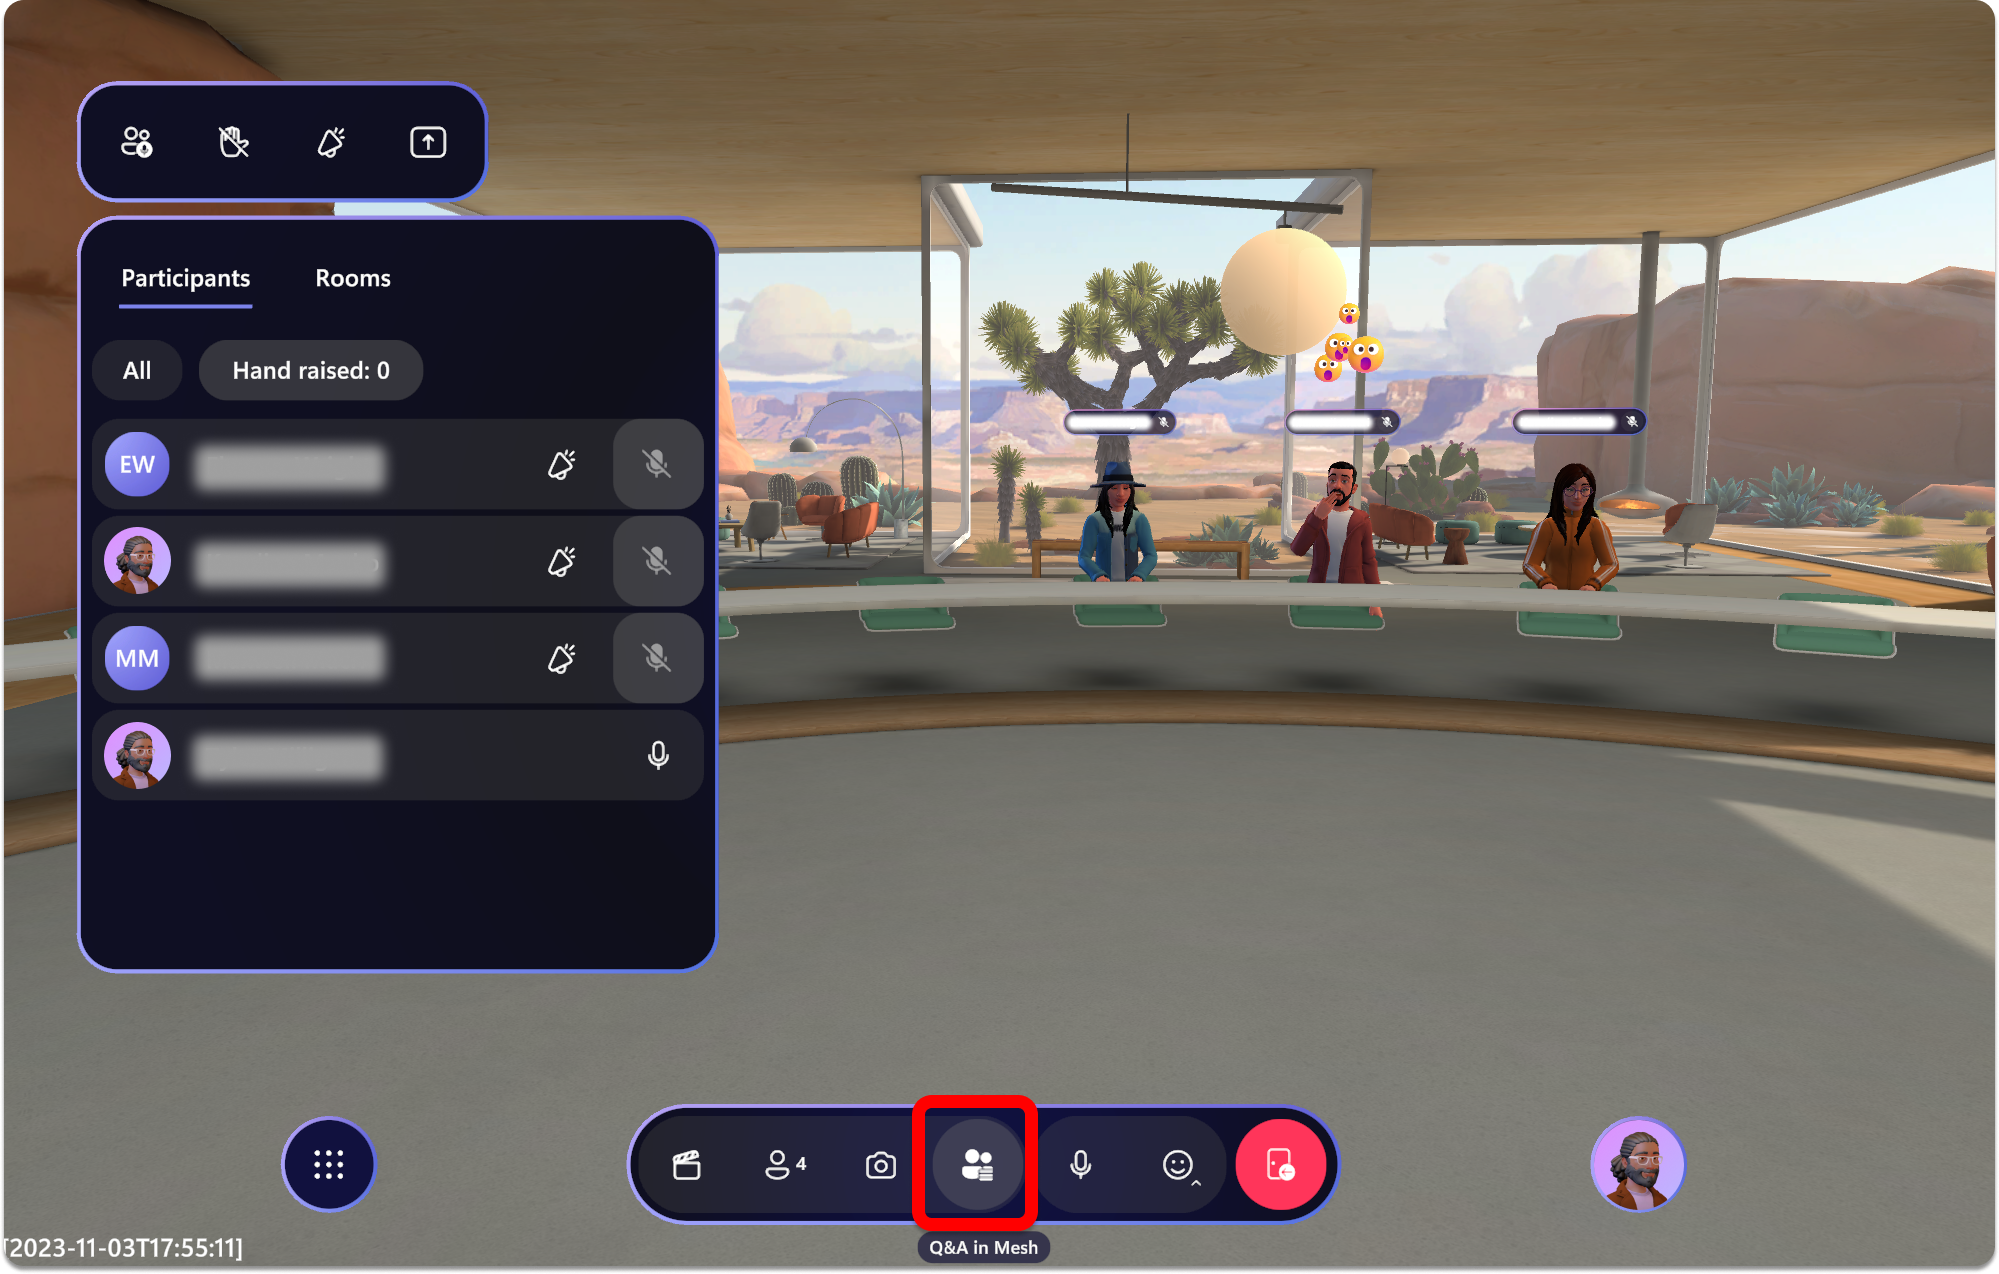 Participants Rooms
All Hand raised: 0
EW
MM
4
Q&A in Mesh
[2023-11-03T17:55:11]